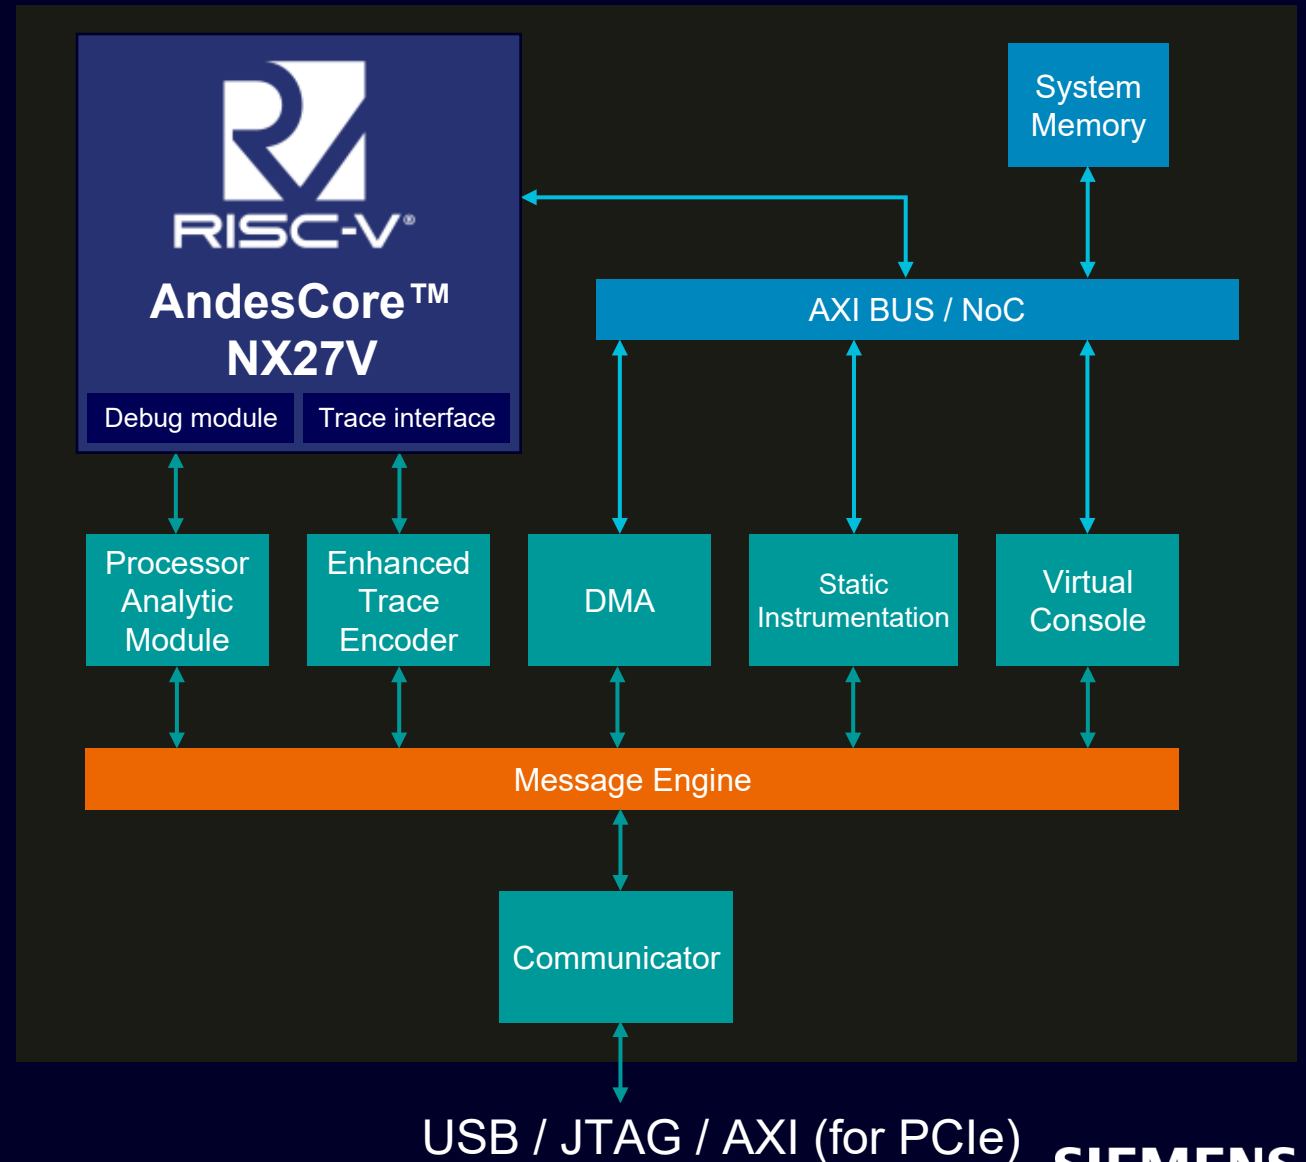 RISC-V®
AndesCore™
NX27V
Debug module
Trace interface
System
Memory
AXI BUS / NoC
Processor
Analytic
Module
Enhanced
Trace
Encoder
DMA
Static
Instrumentation
Virtual
Console
Message Engine
Communicator
USB / JTAG / AXI (for PCIe)
SIEMENS